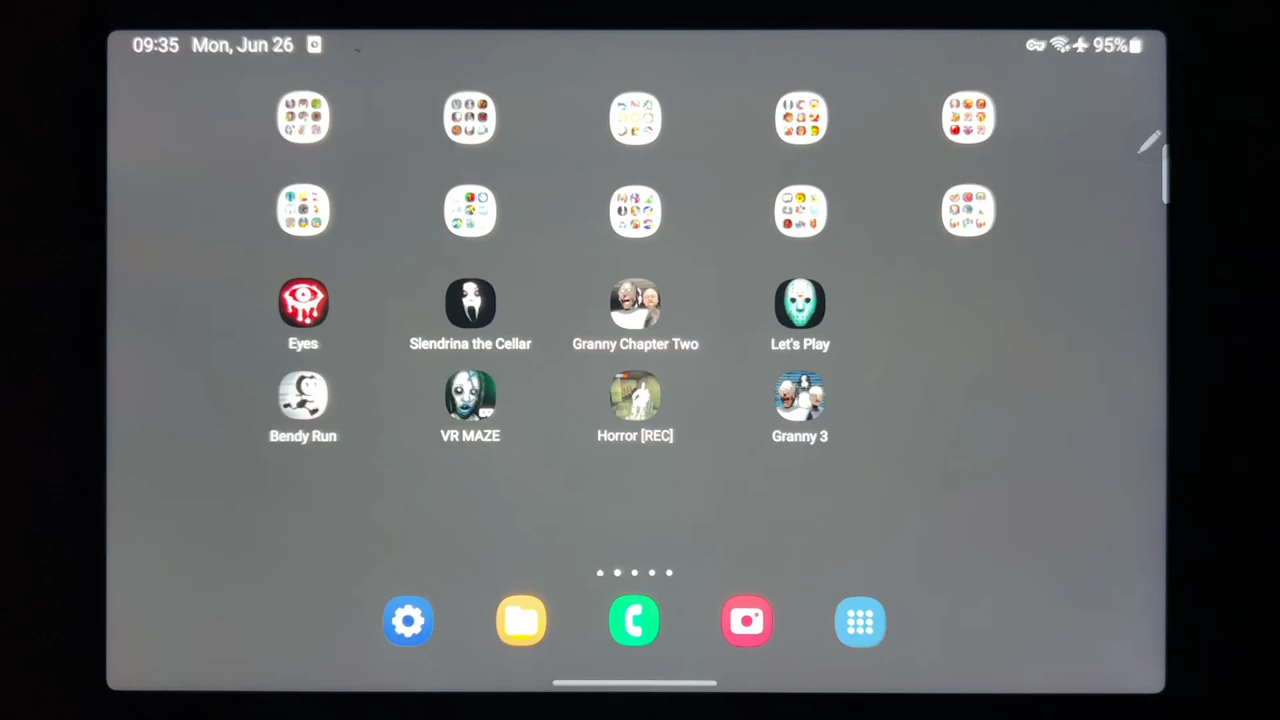 09:35 Mon, Jun 26 95%
Eyes Slendrina the Cellar Granny Chapter Two Let's Play
Bendy Run VR MAZE Horror [REC] Granny 3